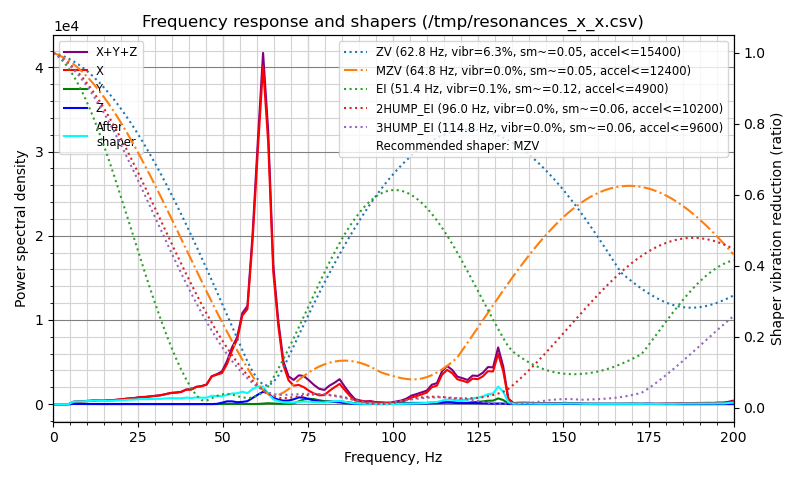 Frequency response and shapers (/tmp/resonances_x_x.csv)
1e4
X+Y+Z
X
Y
Z
After
shaper
ZV (62.8 Hz, vibr=6.3%, sm~=0.05, accel<=15400)
MZV (64.8 Hz, vibr=0.0%, sm~=0.05, accel<=12400)
EI (51.4 Hz, vibr=0.1%, sm~=0.12, accel<=4900)
2HUMP_EI (96.0 Hz, vibr=0.0%, sm~=0.06, accel<=10200)
3HUMP_EI (114.8 Hz, vibr=0.0%, sm~=0.06, accel<=9600)
Recommended shaper: MZV
Power spectral density
4
3
2
1
0
Shaper vibration reduction (ratio)
1.0
0.8
0.6
0.4
0.2
0.0
0 25 50 75 100 125 150 175 200
Frequency, Hz